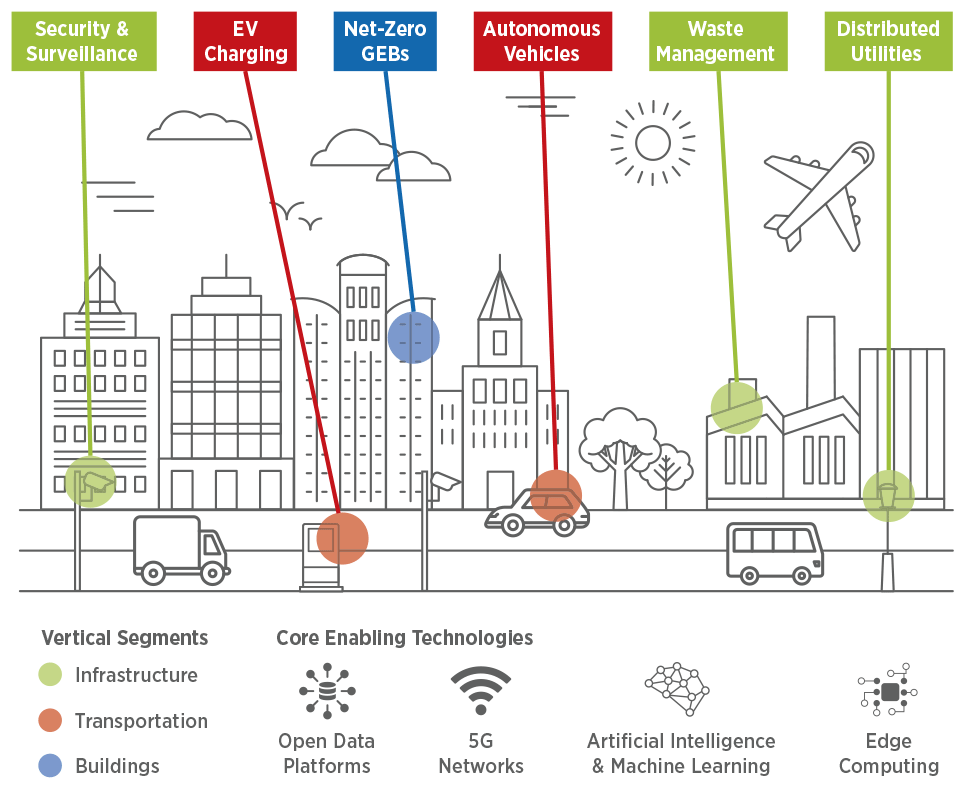 Security &
Surveillance
EV
Charging
Net-Zero
GEBs
Autonomous
Vehicles
Waste
Management
Distributed
Utilities
Vertical Segments
Infrastructure
Transportation
Buildings
Core Enabling Technologies
Open Data
Platforms
5G
Networks
Artificial Intelligence
& Machine Learning
Edge
Computing